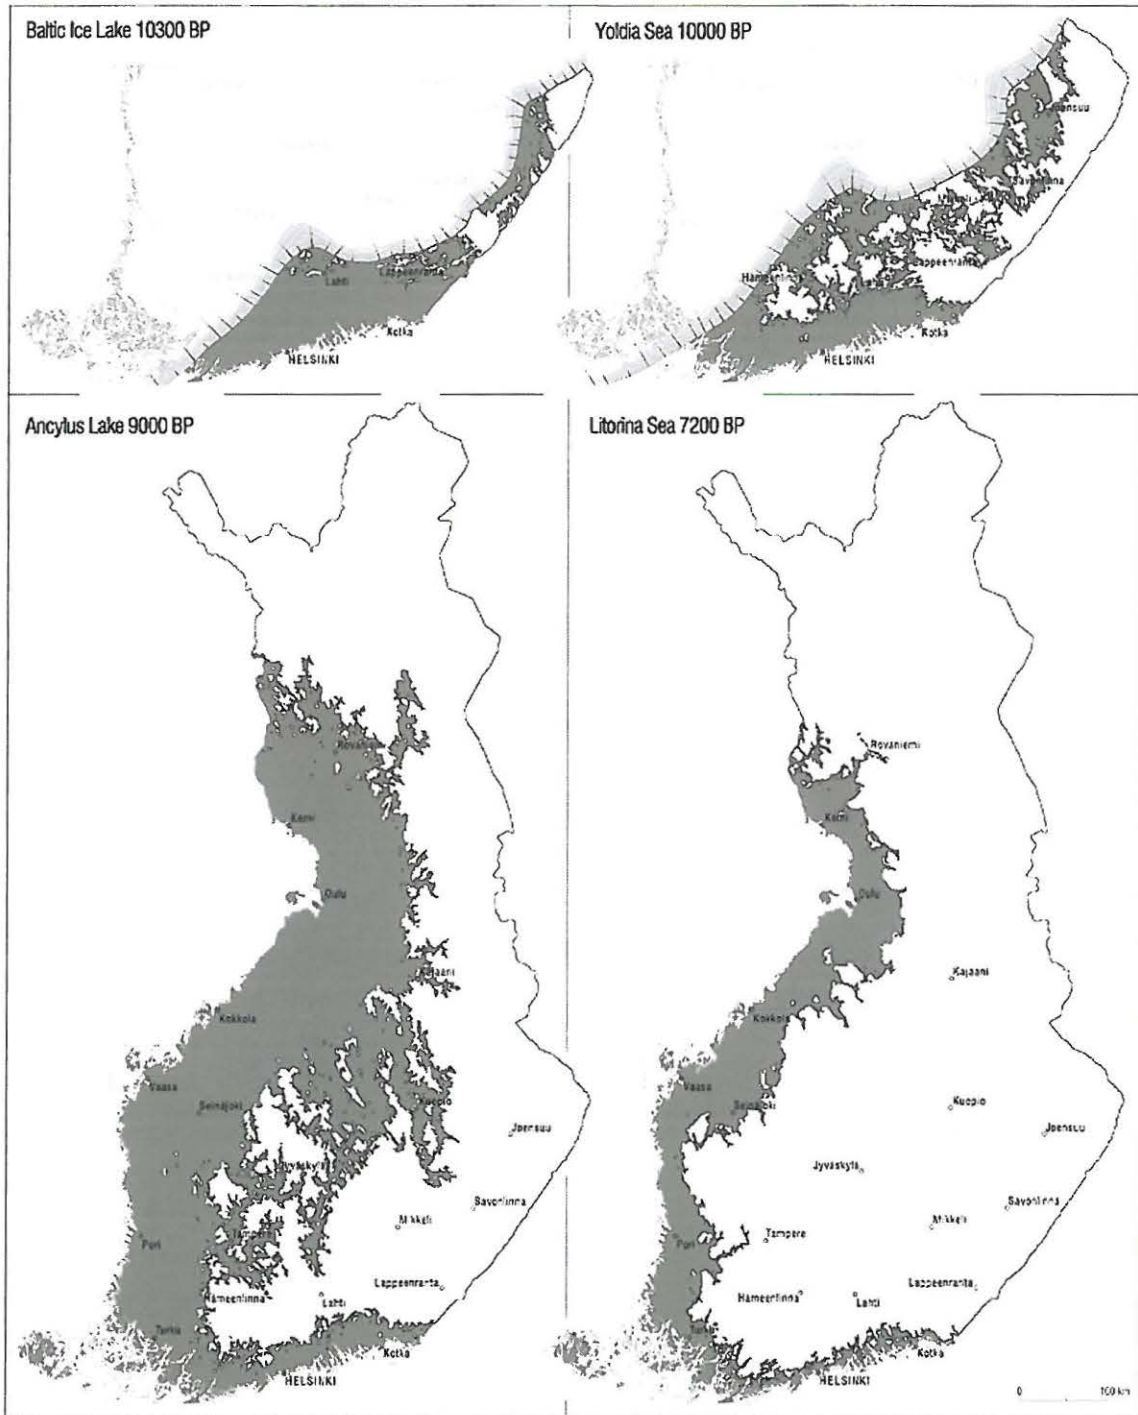 Baltic Ice Lake 10300 BP
Lahti
Lappeenranta
Kotka
HELSINKI
Yoldia Sea 10000 BP
Joensuu
Savonlinna
Mikkeli
Lappeenranta
Hämeenlinna
Lahti
Kotka
HELSINKI
Ancylus Lake 9000 BP
Rovaniemi
Kemi
Oulu
Kajaani
Kokkola
Vaasa
Seinäjoki
Kuopio
Joensuu
Jyväskylä
Savonlinna
Mikkeli
Tampere
Pori
Lappeenranta
Hämeenlinna
Lahti
Turku
Kotka
HELSINKI
Litorina Sea 7200 BP
Rovaniemi
Kemi
Oulu
Kajaani
Kokkola
Vaasa
Seinäjoki
Kuopio
Joensuu
Jyväskylä
Savonlinna
Mikkeli
Tampere
Pori
Lappeenranta
Hämeenlinna
Lahti
Turku
Kotka
HELSINKI
0 100 km